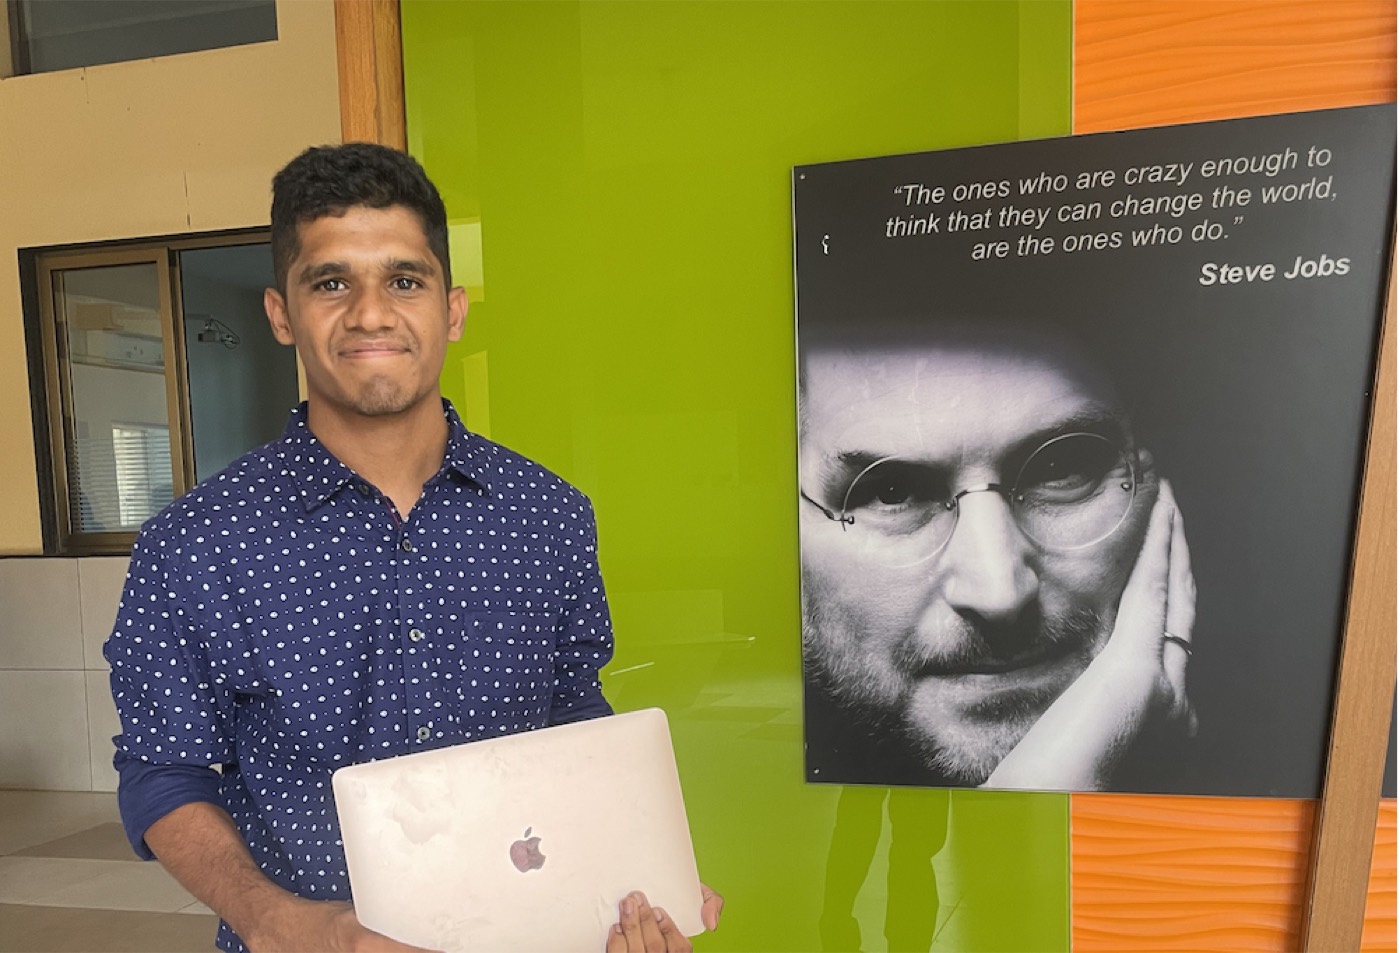 “The ones who are crazy enough to
think that they can change the world,
are the ones who do.”
Steve Jobs